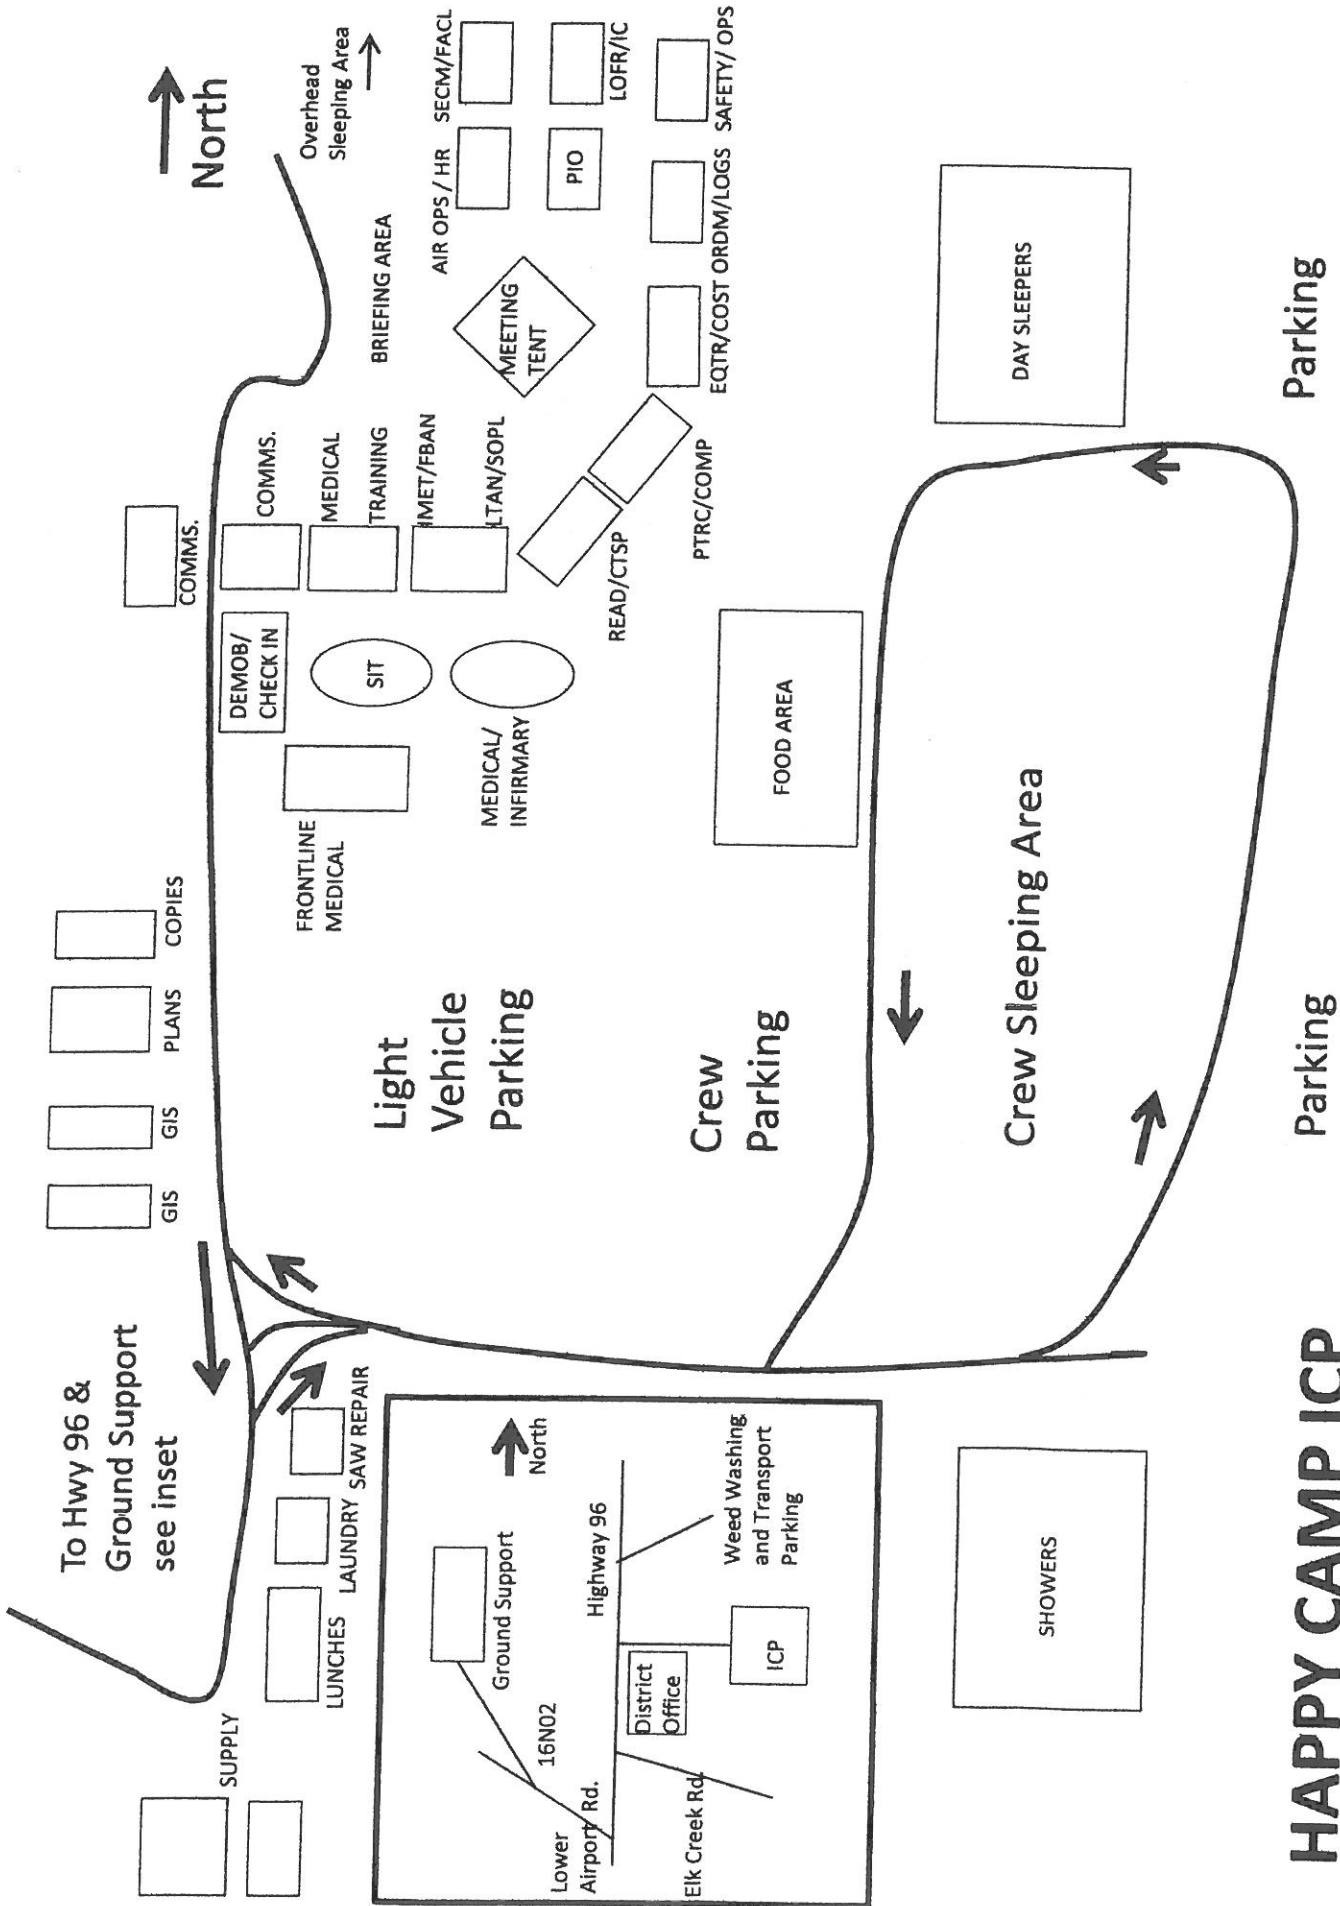 To Hwy 96 &
Ground Support
see inset
North
Overhead
Sleeping Area
GIS
GIS
PLANS
COPIES
COMMS.
SUPPLY
LUNCHES
LAUNDRY
SAW REPAIR
DEMOB/
CHECK IN
COMMS.
FRONTLINE
MEDICAL
SIT
MEDICAL
TRAINING
BRIEFING AREA
IMET/FBAN
LTAN/SOPL
MEDICAL/
INFIRMARY
AIR OPS / HR
SECM/FACL
MEETING
TENT
PIO
LOFR/IC
READ/CTSP
PTRC/COMP
EQTR/COST
ORDM/LOGS
SAFETY/ OPS
Light
Vehicle
Parking
Crew
Parking
FOOD AREA
North
Ground Support
16N02
Lower
Airport Rd.
Highway 96
District
Office
Elk Creek Rd.
ICP
Weed Washing
and Transport
Parking
Crew Sleeping Area
DAY SLEEPERS
SHOWERS
Parking
Parking
HAPPY CAMP ICP